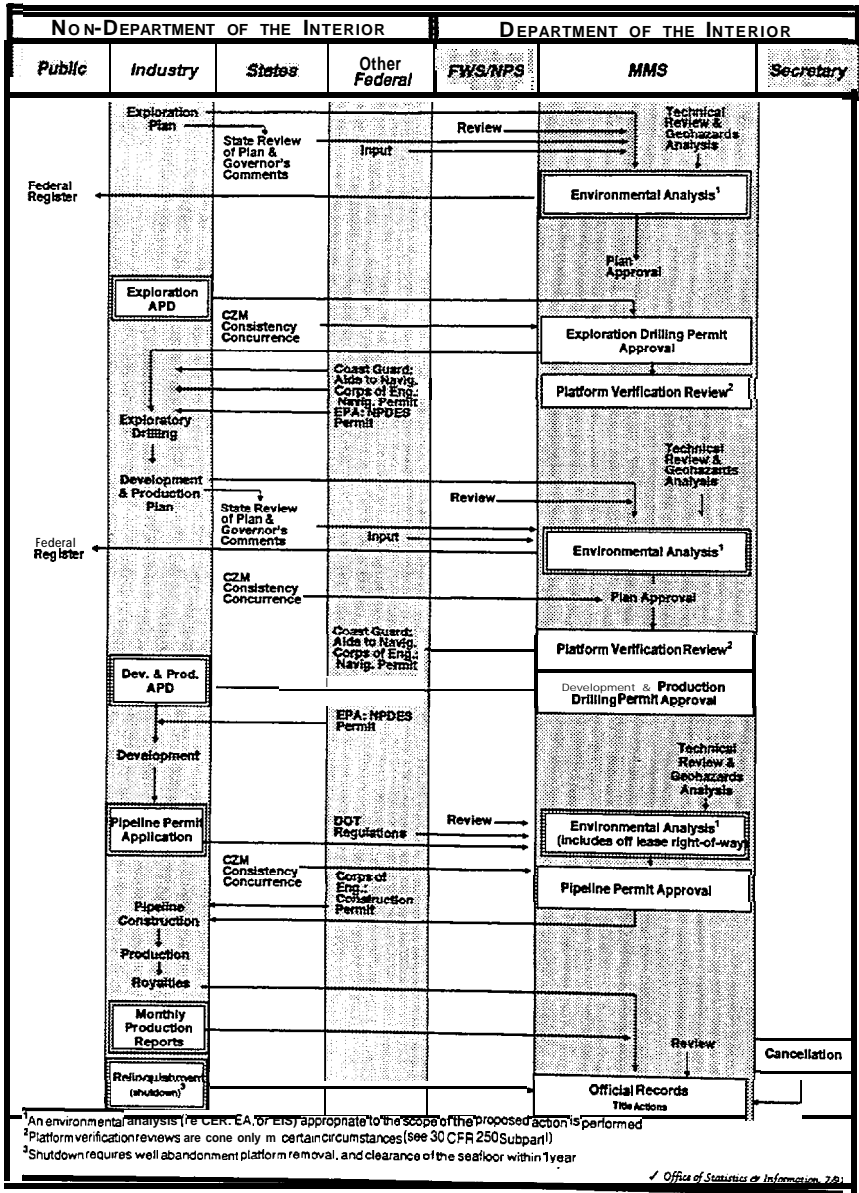 NON-DEPARTMENT OF THE INTERIOR
DEPARTMENT OF THE INTERIOR
Public
Industry
States
Other
Federal
FWS/NPS
MMS
Secretary
Exploration
Plan
State Review
of Plan &
Governor's
Comments
Review
Input
Technical
Review &
Geohazards
Analysis
Federal
Register
Environmental Analysis1
Plan
Approval
Exploration
APD
CZM
Consistency
Concurrence
Exploration Drilling Permit
Approval
Coast Guard:
Aids to Navig.
Corps of Eng.:
Navig. Permit
EPA: NPDES
Permit
Platform Verification Review2
Exploratory
Drilling
Technical
Review &
Geohazards
Analysis
Development
& Production
Plan
State Review
of Plan &
Governor's
Comments
Review
Input
Federal
Register
Environmental Analysis1
CZM
Consistency
Concurrence
Plan Approval
Coast Guard:
Aids to Navig.
Corps of Eng.:
Navig. Permit
Platform Verification Review2
Dev. & Prod.
APD
Development & Production
Drilling Permit Approval
EPA: NPDES
Permit
Development
Technical
Review &
Geohazards
Analysis
Pipeline Permit
Application
DOT
Regulations
Review
Environmental Analysis1
(includes off lease right-of-way)
CZM
Consistency
Concurrence
Corps of
Eng.:
Construction
Permit
Pipeline Permit Approval
Pipeline
Construction
Production
Royalties
Monthly
Production
Reports
Review
Cancellation
Relinquishment
(shutdown)3
Official Records
Title Actions
1An environmental analysis (i e CER. EA, or EIS) appropriate to the scope of the proposed action is performed
2Platform verification reviews are cone only m certain circumstances (see 30 CFR 250 Subpart I)
3Shutdown requires well abandonment platform removal, and clearance of the seafloor within 1 year
✓ Office of Statistics & Information, 2/91